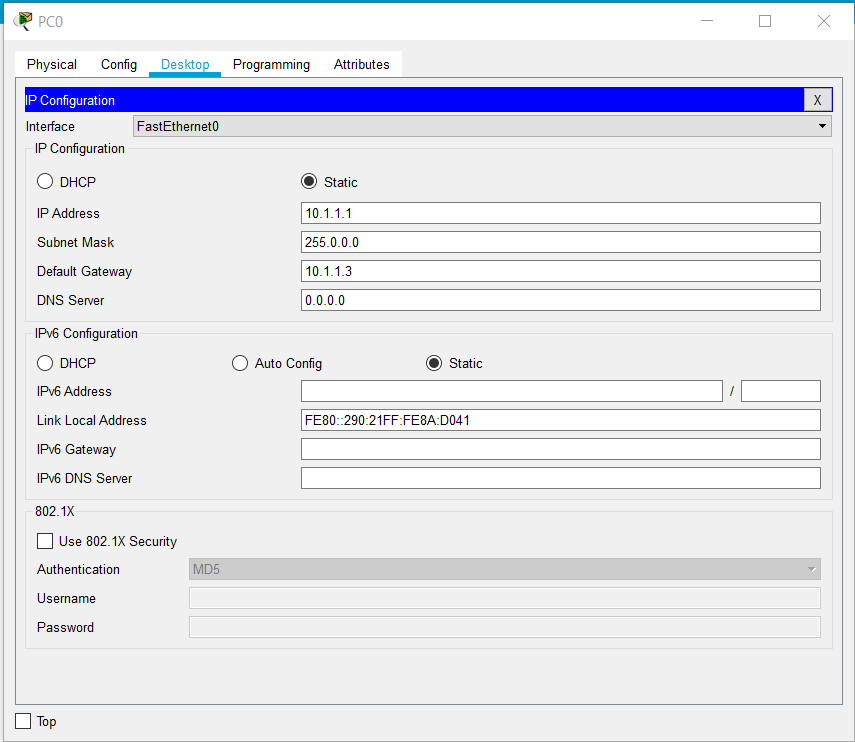 PC0
Physical Config Desktop Programming Attributes
IP Configuration X
Interface FastEthernet0
IP Configuration
DHCP Static
IP Address 10.1.1.1
Subnet Mask 255.0.0.0
Default Gateway 10.1.1.3
DNS Server 0.0.0.0
IPv6 Configuration
DHCP Auto Config Static
IPv6 Address /
Link Local Address FE80::290:21FF:FE8A:D041
IPv6 Gateway
IPv6 DNS Server
802.1X
Use 802.1X Security
Authentication MD5
Username
Password
Top